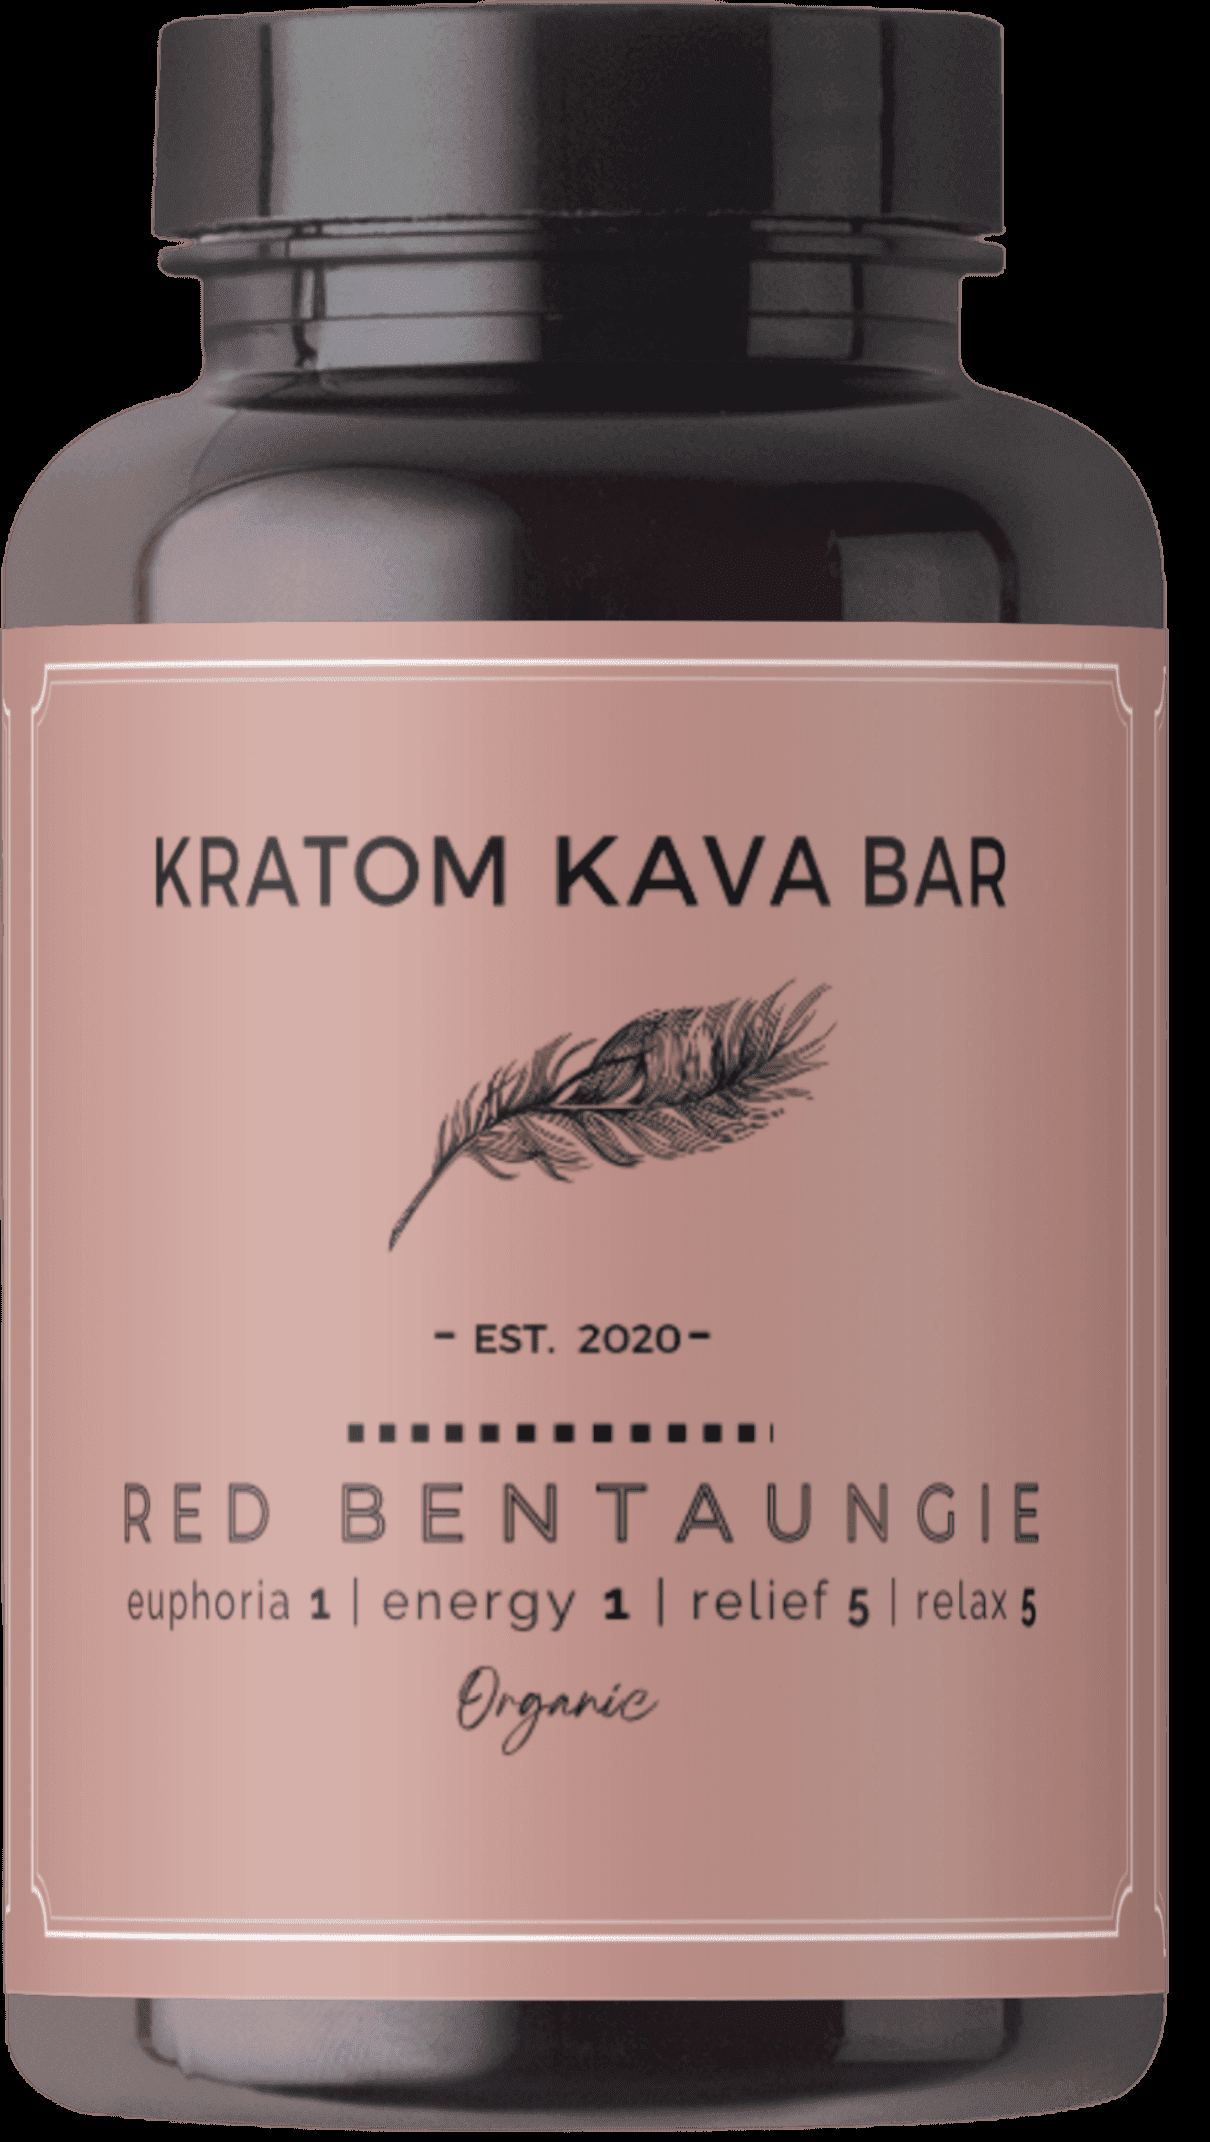 KRATOM KAVA BAR
- EST. 2020-
RED BENTAUNGIE
euphoria 1 | energy 1 | relief 5 | relax 5
Organic